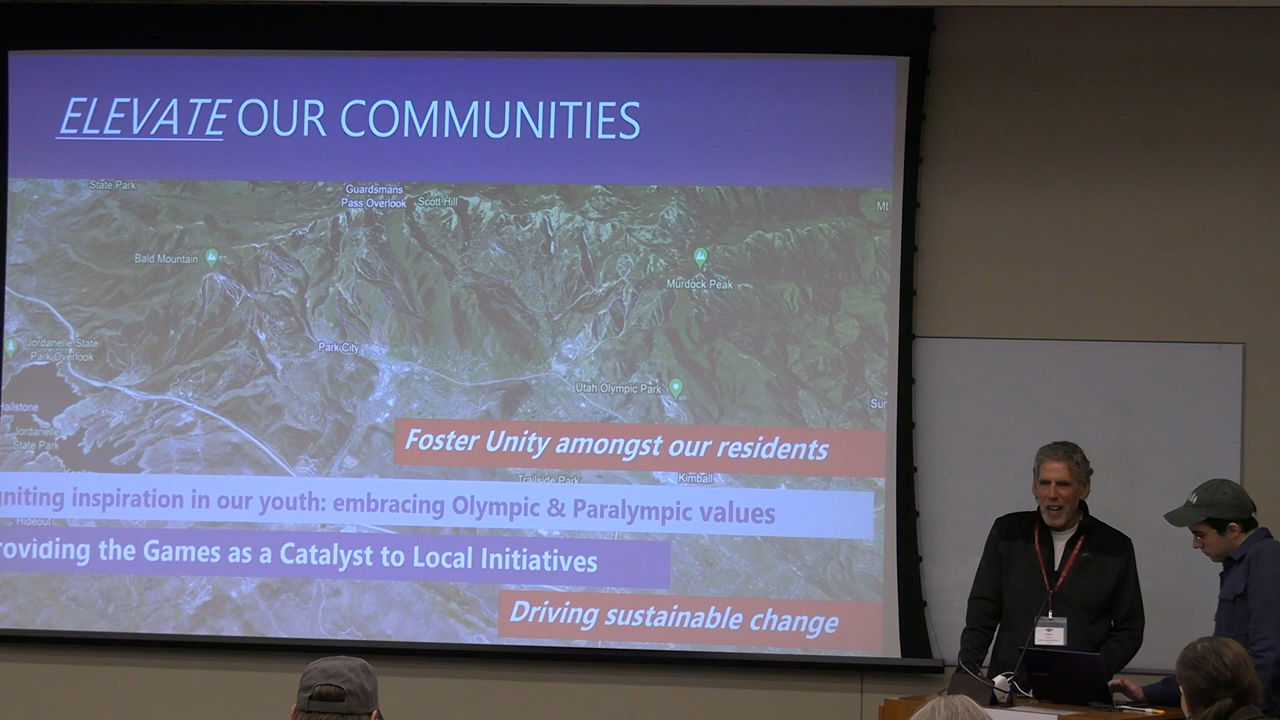 ELEVATE OUR COMMUNITIES
State Park
Guardsmans
Pass Overlook
Scott Hill
Mt
Bald Mountain
Murdock Peak
Jordanelle State
Park Overlook
Park City
Utah Olympic Park
Sur
Hailstone
Jordanelle
State Park
Foster Unity amongst our residents
Trailside Park
Kimball
gniting inspiration in our youth: embracing Olympic & Paralympic values
Hideout
roviding the Games as a Catalyst to Local Initiatives
Driving sustainable change